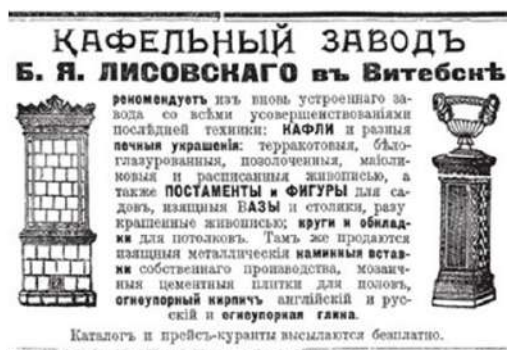 КАФЕЛЬНЫЙ ЗАВОДЪ
Б. Я. ЛИСОВСКАГО въ Витебскѣ
рекомендуетъ изъ вновь устроеннаго за-
вода со всѣми усовершенствованіями
послѣдней техники: КАФЛИ и разныя
печныя украшенія: терракотовыя, бѣло-
глазурованныя, позолоченныя, маіоли-
ковыя и расписанныя живописью, а
также ПОСТАМЕНТЫ и ФИГУРЫ для са-
довъ, изящныя ВАЗЫ и столики, разу
крашенные живописью; круги и обклад-
ки для потолковъ. Тамъ же продаются
изящныя металлическія каминныя встав-
ки собственнаго производства, мозаич-
ныя цементныя плитки для половъ,
огнеупорный кирпичъ англійскій и рус-
скій и огнеупорная глина.
Каталогъ и прейсъ-куранты высылаются безплатно.